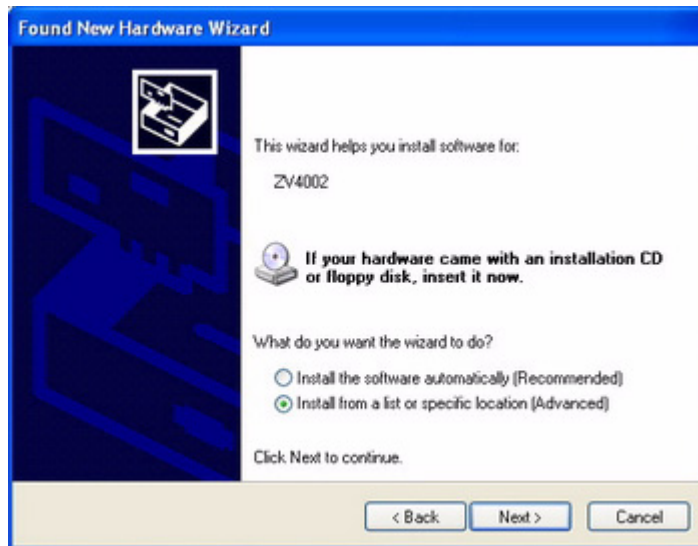 Found New Hardware Wizard
This wizard helps you install software for:
ZV4002
If your hardware came with an installation CD
or floppy disk, insert it now.
What do you want the wizard to do?
Install the software automatically (Recommended)
Install from a list or specific location (Advanced)
Click Next to continue.
< Back
Next >
Cancel